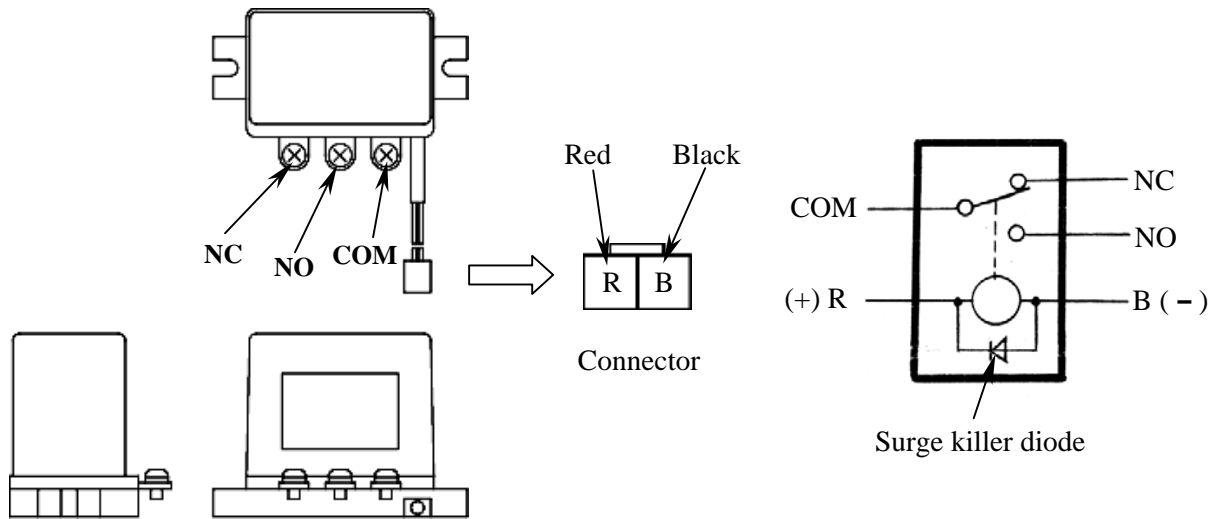 NC
NO
COM
Red
Black
R
B
Connector
COM
NC
NO
(+) R
B ( − )
Surge killer diode